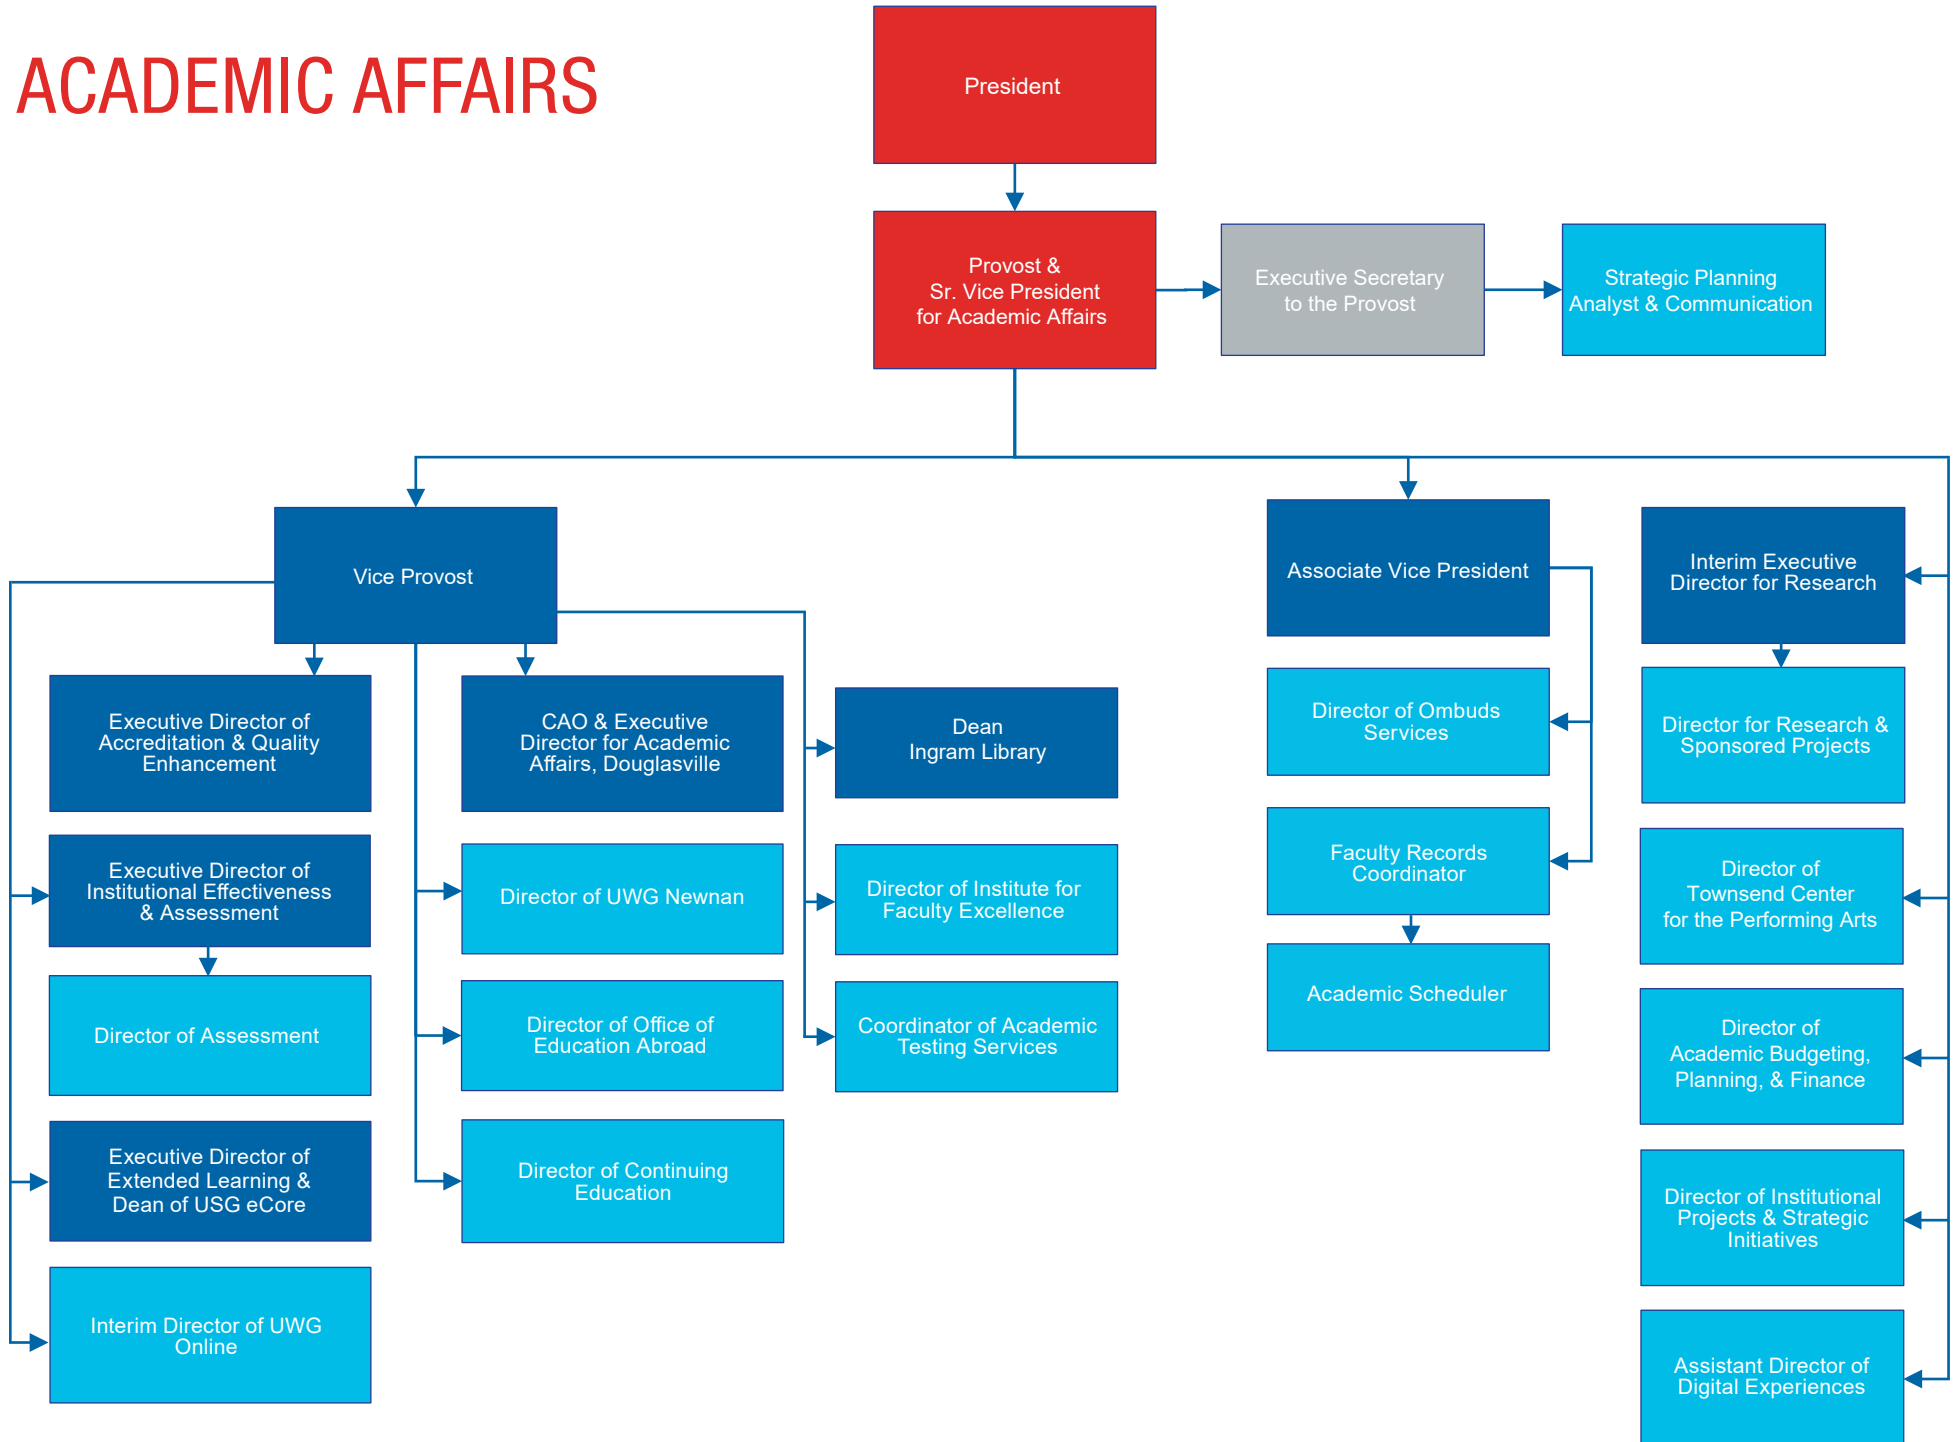 ACADEMIC AFFAIRS
President
Provost &
Sr. Vice President
for Academic Affairs
Executive Secretary
to the Provost
Strategic Planning
Analyst & Communication
Vice Provost
Associate Vice President
Interim Executive
Director for Research
Executive Director of
Accreditation & Quality
Enhancement
CAO & Executive
Director for Academic
Affairs, Douglasville
Dean
Ingram Library
Director of Ombuds
Services
Director for Research &
Sponsored Projects
Executive Director of
Institutional Effectiveness
& Assessment
Director of UWG Newnan
Director of Institute for
Faculty Excellence
Faculty Records
Coordinator
Director of
Townsend Center
for the Performing Arts
Director of Assessment
Director of Office of
Education Abroad
Coordinator of Academic
Testing Services
Academic Scheduler
Director of
Academic Budgeting,
Planning, & Finance
Executive Director of
Extended Learning &
Dean of USG eCore
Director of Continuing
Education
Director of Institutional
Projects & Strategic
Initiatives
Interim Director of UWG
Online
Assistant Director of
Digital Experiences